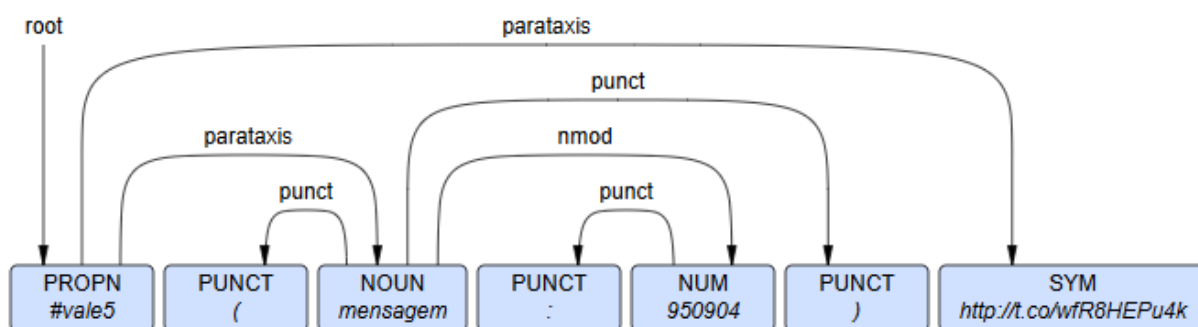 root parataxis
punct
parataxis nmod
punct punct
PROPN PUNCT NOUN PUNCT NUM PUNCT SYM
#vale5 ( mensagem : 950904 ) http://t.co/wfR8HEPu4k